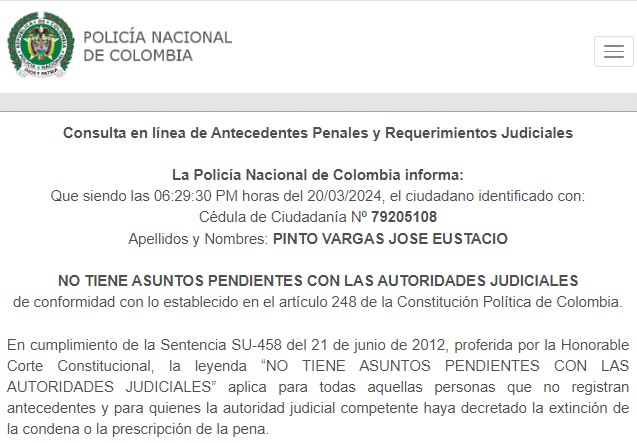 POLICÍA NACIONAL
DE COLOMBIA
Consulta en línea de Antecedentes Penales y Requerimientos Judiciales
La Policía Nacional de Colombia informa:
Que siendo las 06:29:30 PM horas del 20/03/2024, el ciudadano identificado con:
Cédula de Ciudadanía Nº 79205108
Apellidos y Nombres: PINTO VARGAS JOSE EUSTACIO
NO TIENE ASUNTOS PENDIENTES CON LAS AUTORIDADES JUDICIALES
de conformidad con lo establecido en el artículo 248 de la Constitución Política de Colombia.
En cumplimiento de la Sentencia SU-458 del 21 de junio de 2012, proferida por la Honorable
Corte Constitucional, la leyenda “NO TIENE ASUNTOS PENDIENTES CON LAS
AUTORIDADES JUDICIALES” aplica para todas aquellas personas que no registran
antecedentes y para quienes la autoridad judicial competente haya decretado la extinción de
la condena o la prescripción de la pena.